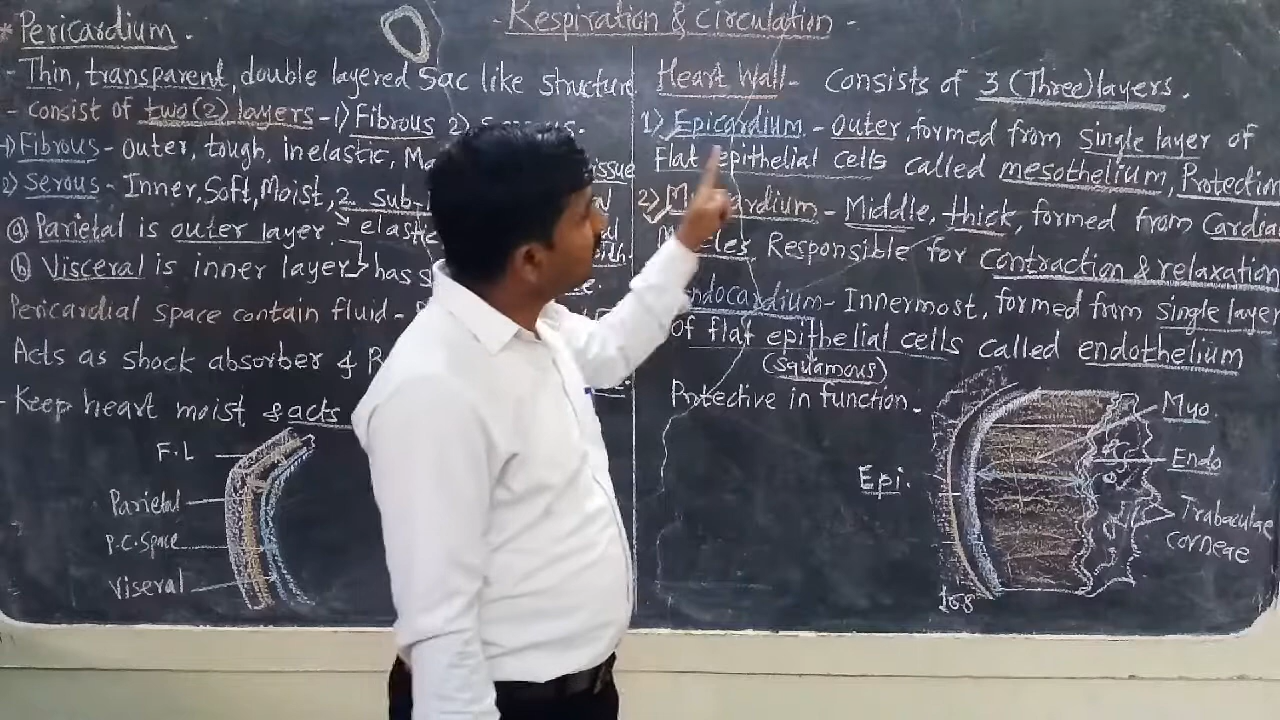 - Respiration & Circulation -
* Pericardium.
- Thin, transparent, double layered Sac like structure
- consist of two(2) layers - 1) Fibrous 2)
Fibrous - outer, tough, inelastic, tissue
2) Serous - Inner, Soft, Moist, 2 Sub-
ⓐ Parietal is outer layer. elastic
ⓑ Visceral is inner layer has
Pericardial space contain fluid -
Acts as shock absorber &
- Keep heart moist & acts
F.L
Parietal
P.C.Space
Viseral
Heart Wall - Consists of 3 (Three) layers.
1) Epicardium - Outer, formed from Single layer of
Flat epithelial cells called mesothelium, Protection
2) Myocardium - Middle, thick, formed from Cardiac
Muscles Responsible for Contraction & relaxation
Endocardium - Innermost, formed from single layer
of flat epithelial cells called endothelium
(squamous)
Protective in function.
Myo.
Endo
Epi.
Trabaculae
corneae
168